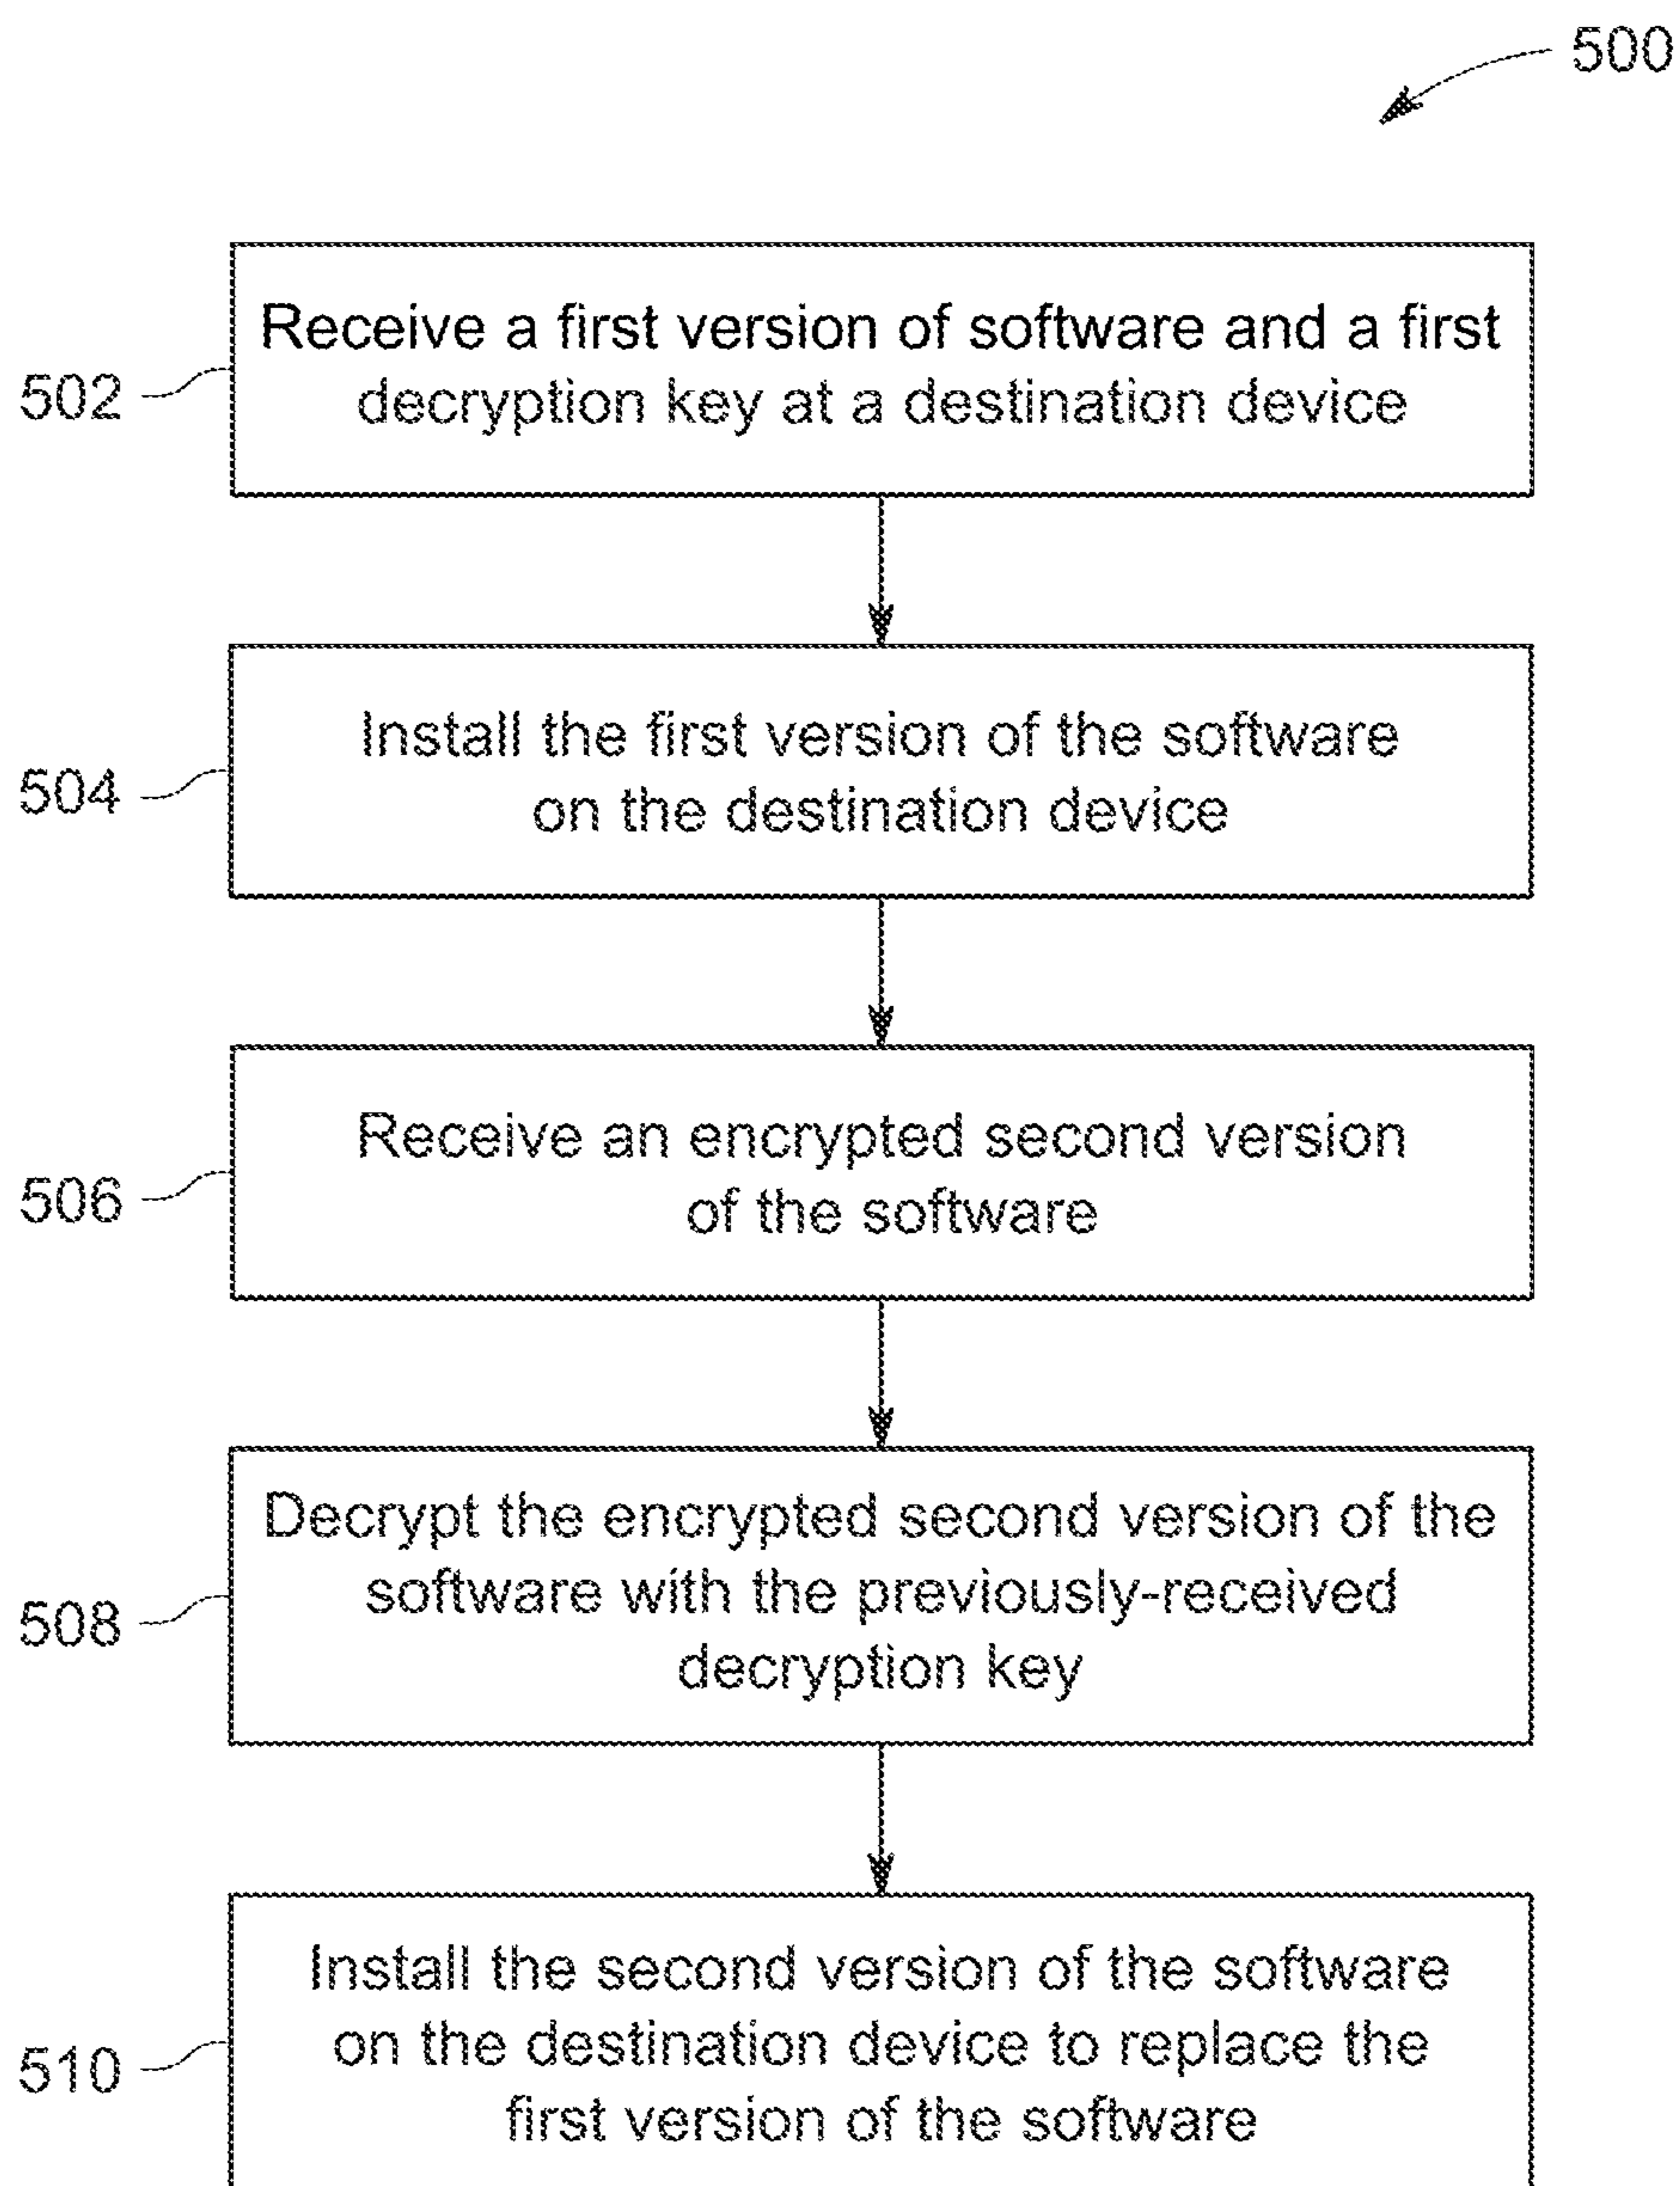 500
502
Receive a first version of software and a first
decryption key at a destination device
504
Install the first version of the software
on the destination device
506
Receive an encrypted second version
of the software
508
Decrypt the encrypted second version of the
software with the previously-received
decryption key
510
Install the second version of the software
on the destination device to replace the
first version of the software